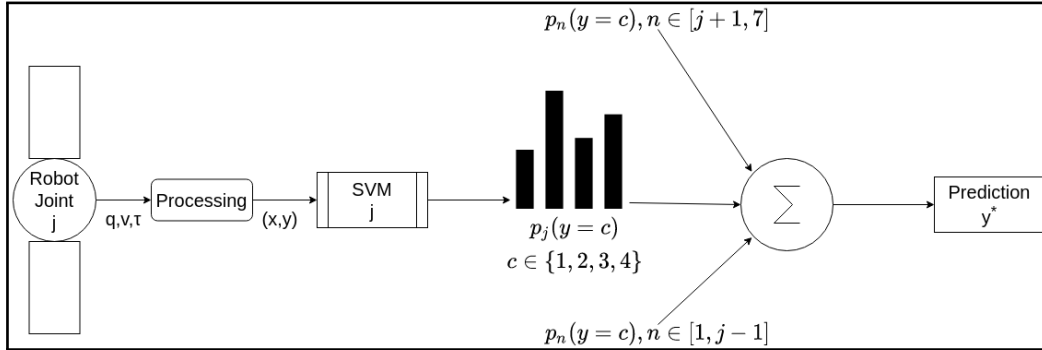 p_n(y = c), n ∈ [j + 1, 7]
Robot
Joint
j
q,v,τ
Processing
(x,y)
SVM
j
p_j(y = c)
c ∈ {1, 2, 3, 4}
∑
Prediction
y*
p_n(y = c), n ∈ [1, j − 1]